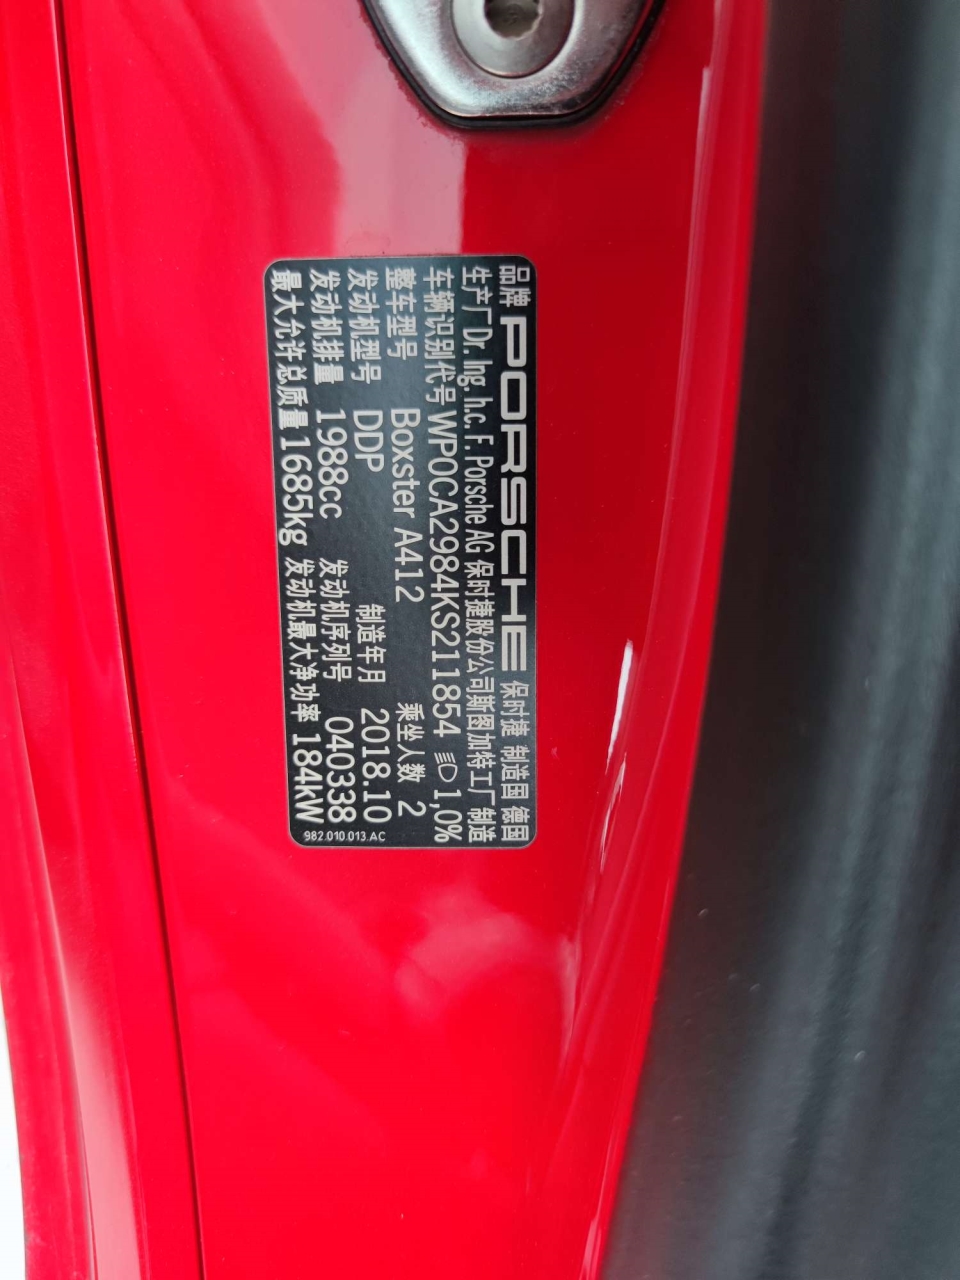 品牌 PORSCHE 保时捷 制造国 德国
生产厂 Dr. Ing. h.c. F. Porsche AG 保时捷股份公司斯图加特工厂 制造
车辆识别代号 WP0CA2984KS211854 1,0%
整车型号 Boxster A412 乘坐人数 2
发动机型号 DDP 制造年月 2018.10
发动机排量 1988cc 发动机序列号 040338
最大允许总质量 1685kg 发动机最大净功率 184kW
982.010.013.AC